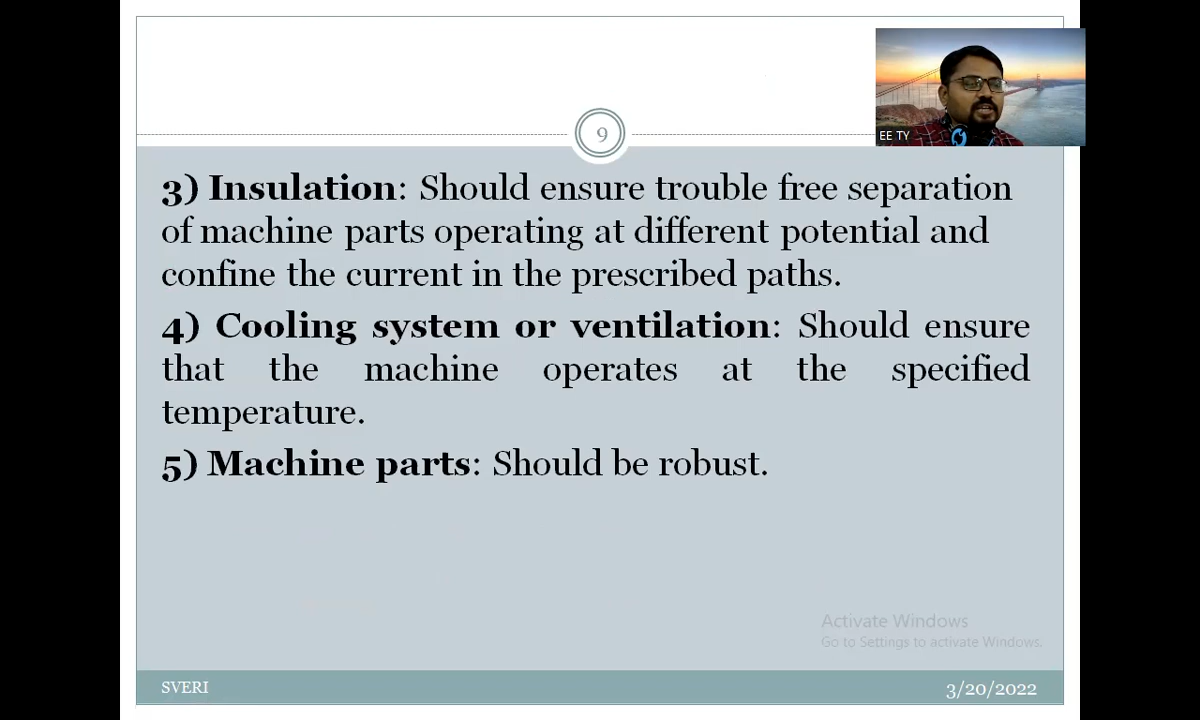 EE TY
9
3) Insulation: Should ensure trouble free separation
of machine parts operating at different potential and
confine the current in the prescribed paths.
4) Cooling system or ventilation: Should ensure
that the machine operates at the specified
temperature.
5) Machine parts: Should be robust.
Activate Windows
Go to Settings to activate Windows.
SVERI
3/20/2022